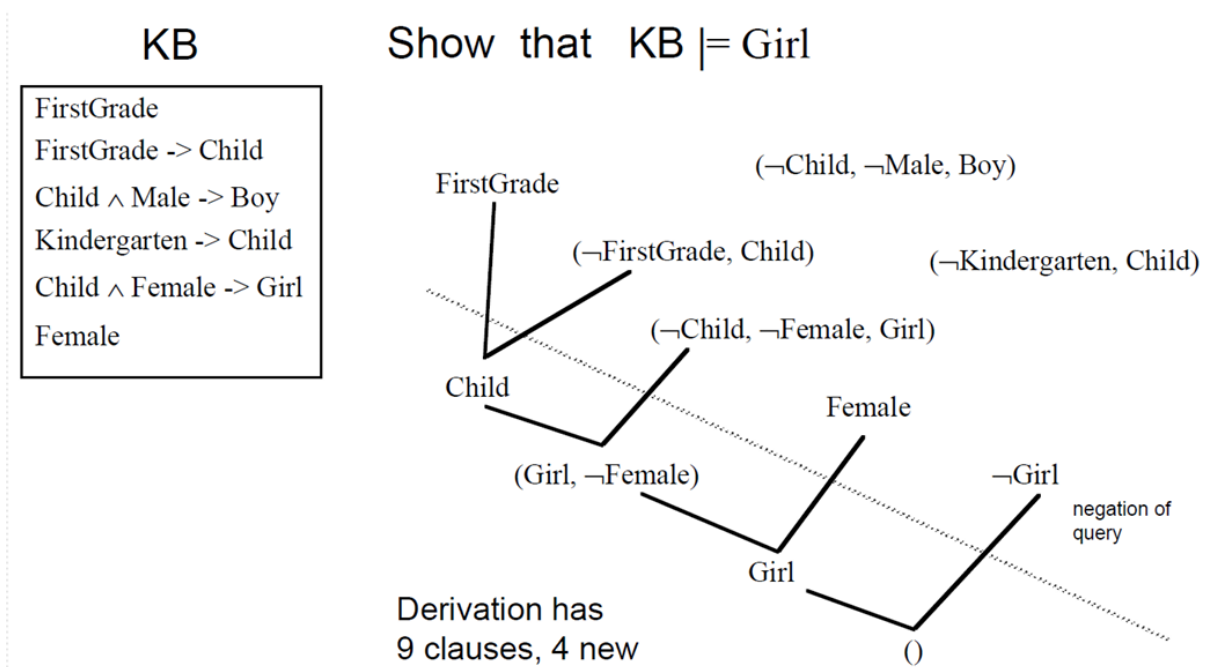 KB
Show that KB |= Girl
FirstGrade
FirstGrade -> Child
Child ∧ Male -> Boy
Kindergarten -> Child
Child ∧ Female -> Girl
Female
(¬Child, ¬Male, Boy)
FirstGrade
(¬FirstGrade, Child)
(¬Kindergarten, Child)
(¬Child, ¬Female, Girl)
Child
Female
(Girl, ¬Female)
¬Girl
negation of
query
Girl
Derivation has
9 clauses, 4 new
()